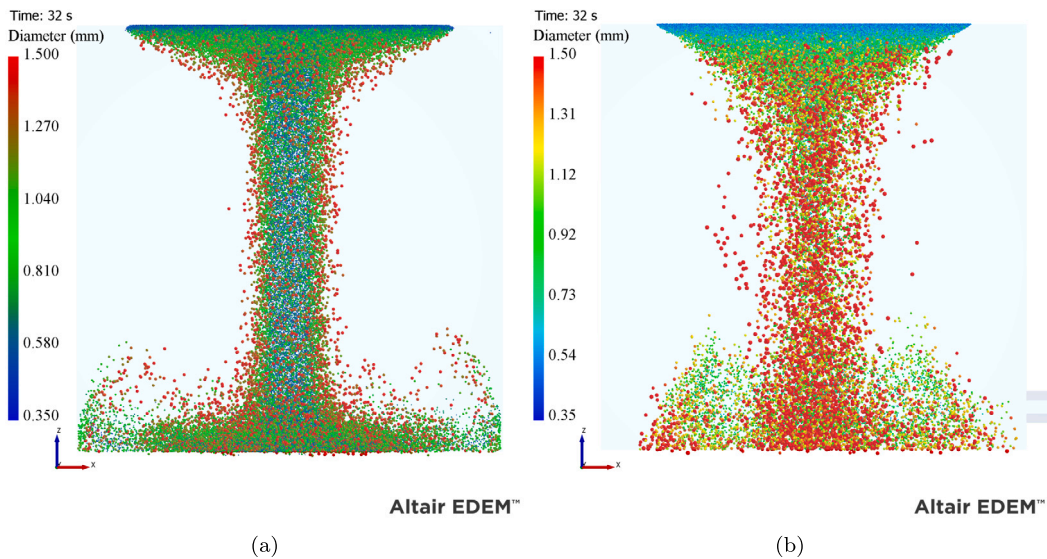 Time: 32 s
Diameter (mm)
1.500
1.270
1.040
0.810
0.580
0.350
z
x
Altair EDEM™
(a)
Time: 32 s
Diameter (mm)
1.50
1.31
1.12
0.92
0.73
0.54
0.35
z
x
Altair EDEM™
(b)